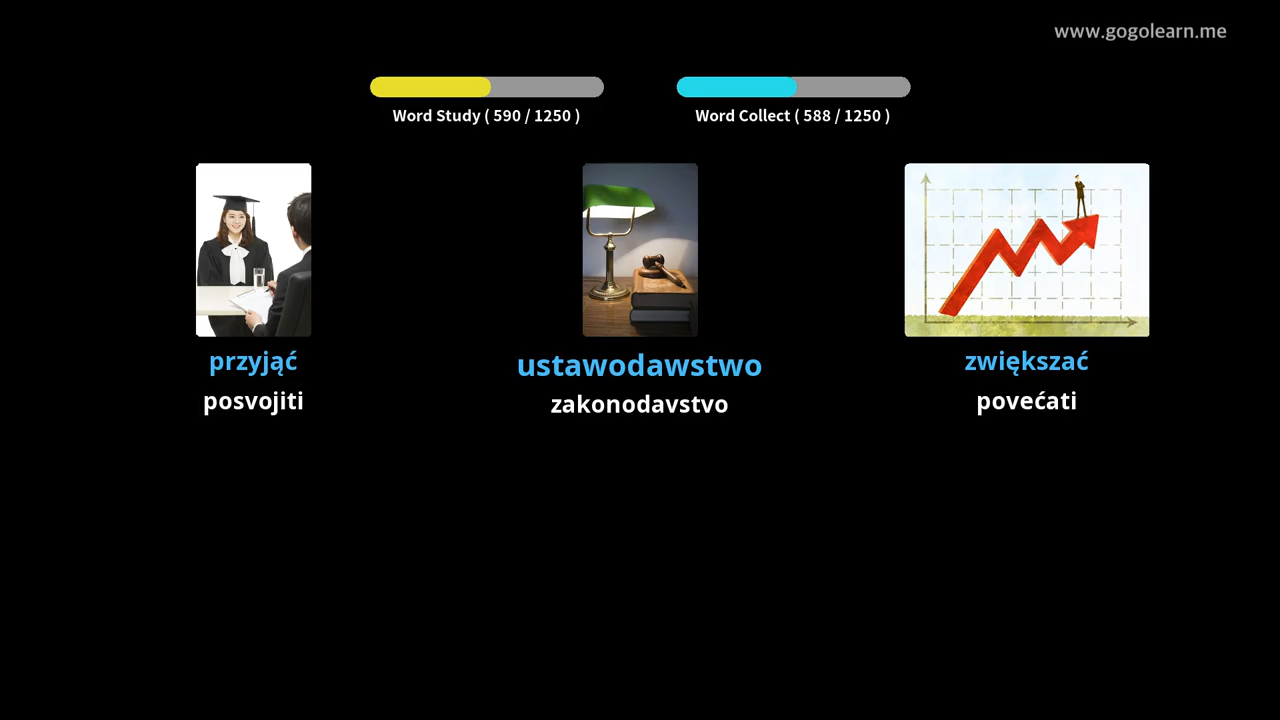 www.gogolearn.me
Word Study ( 590 / 1250 )
Word Collect ( 588 / 1250 )
przyjąć
ustawodawstwo
zwiększać
posvojiti
zakonodavstvo
povećati